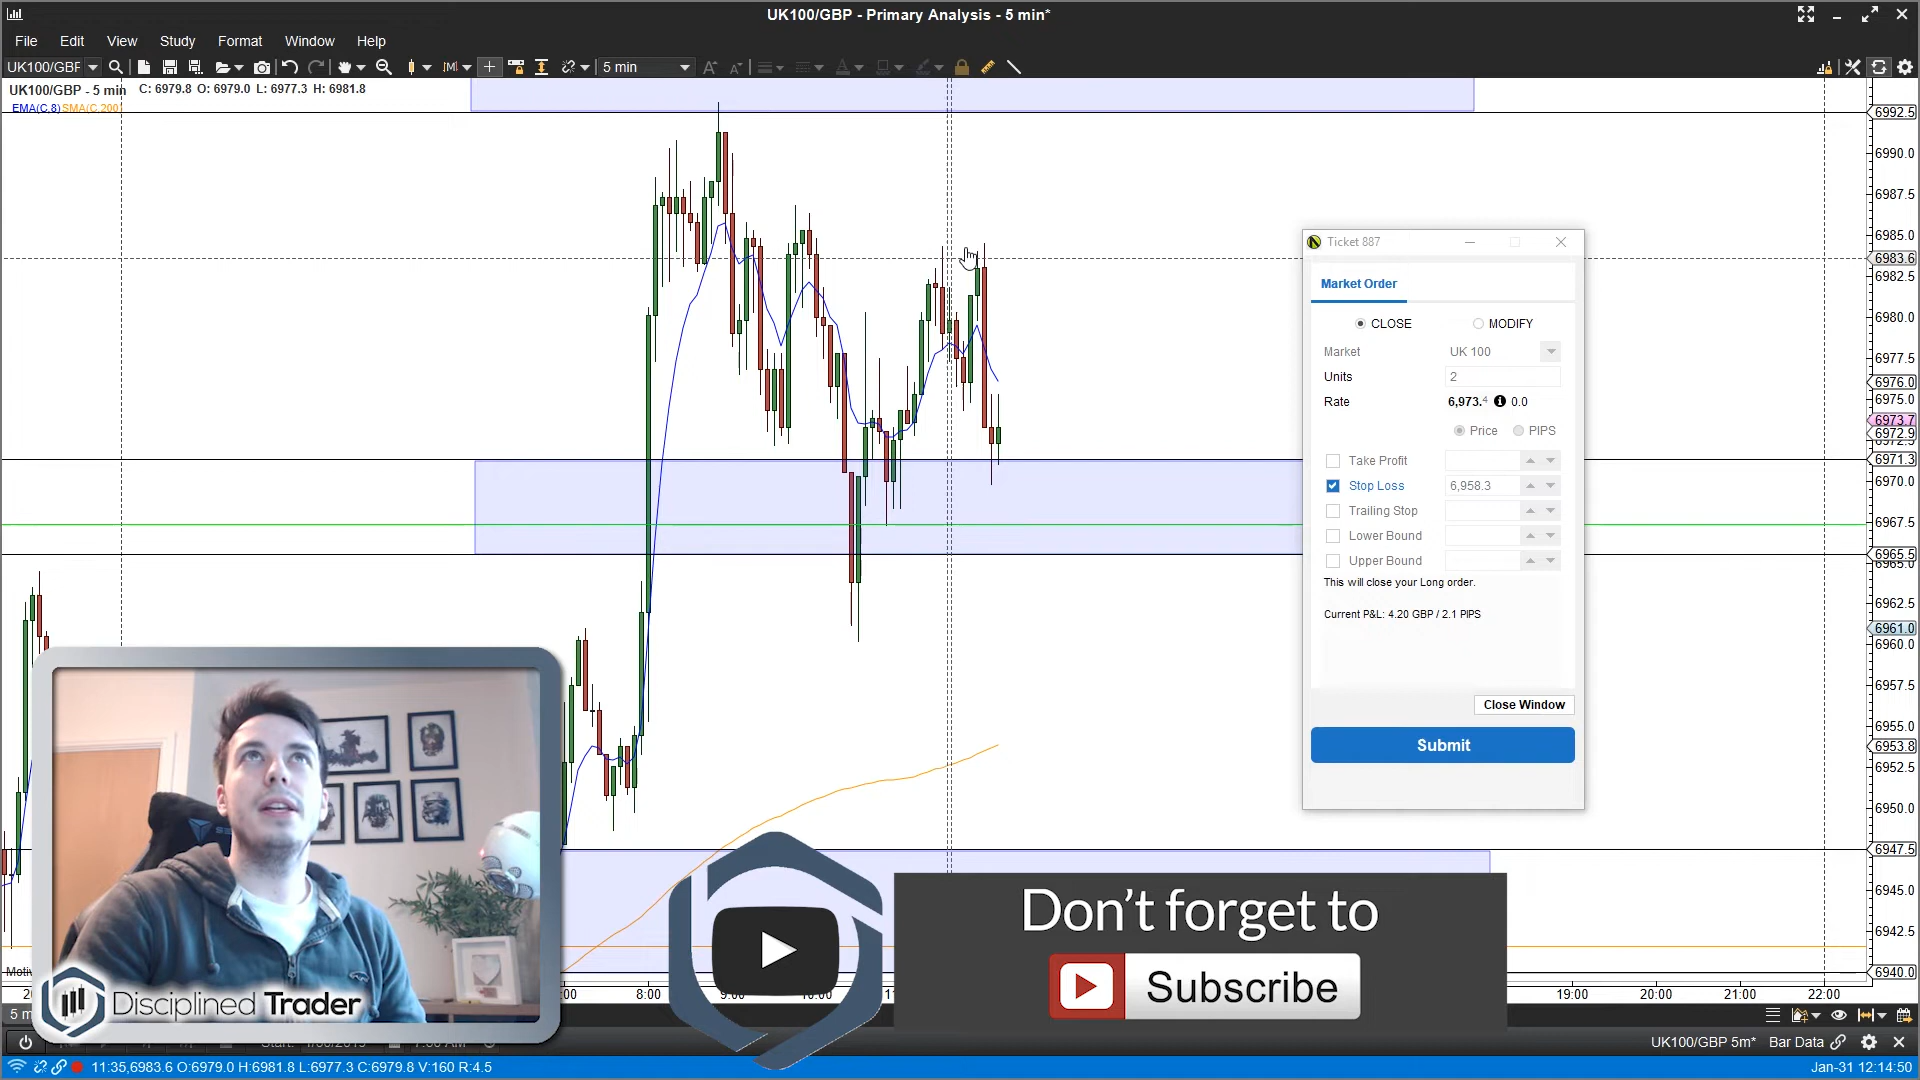 UK100/GBP - Primary Analysis - 5 min*
File Edit View Study Format Window Help
UK100/GBP 5 min
UK100/GBP - 5 min C: 6979.8 O: 6979.0 L: 6977.3 H: 6981.8
EMA(C,8) SMA(C,200)
6992.5
6990.0
6987.5
6985.0
6983.6
6982.5
6980.0
6977.5
6976.0
6975.0
6973.7
6972.9
6971.3
6970.0
6967.5
6965.5
6965.0
6962.5
6961.0
6960.0
6957.5
6955.0
6953.8
6952.5
6950.0
6947.5
6945.0
6942.5
6940.0
Ticket 887
Market Order
CLOSE MODIFY
Market UK 100
Units 2
Rate 6,973.4 0.0
Price PIPS
Take Profit
Stop Loss 6,958.3
Trailing Stop
Lower Bound
Upper Bound
This will close your Long order.
Current P&L: 4.20 GBP / 2.1 PIPS
Close Window
Submit
Don't forget to
Subscribe
Disciplined Trader
8:00 19:00 20:00 21:00 22:00
UK100/GBP 5m* Bar Data
11:35,6983.6 O:6979.0 H:6981.8 L:6977.3 C:6979.8 V:160 R:4.5
Jan-31 12:14:50